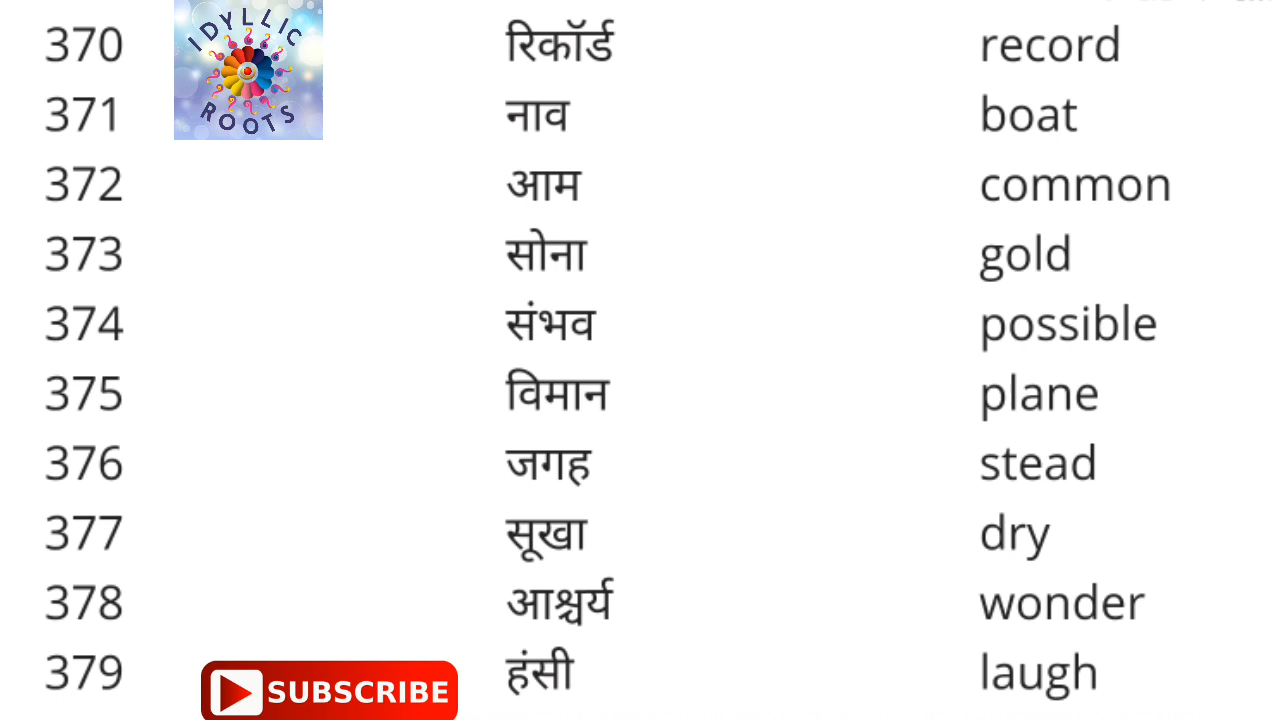 IDYLLIC
ROOTS
370 रिकॉर्ड record
371 नाव boat
372 आम common
373 सोना gold
374 संभव possible
375 विमान plane
376 जगह stead
377 सूखा dry
378 आश्चर्य wonder
379 हंसी laugh
SUBSCRIBE